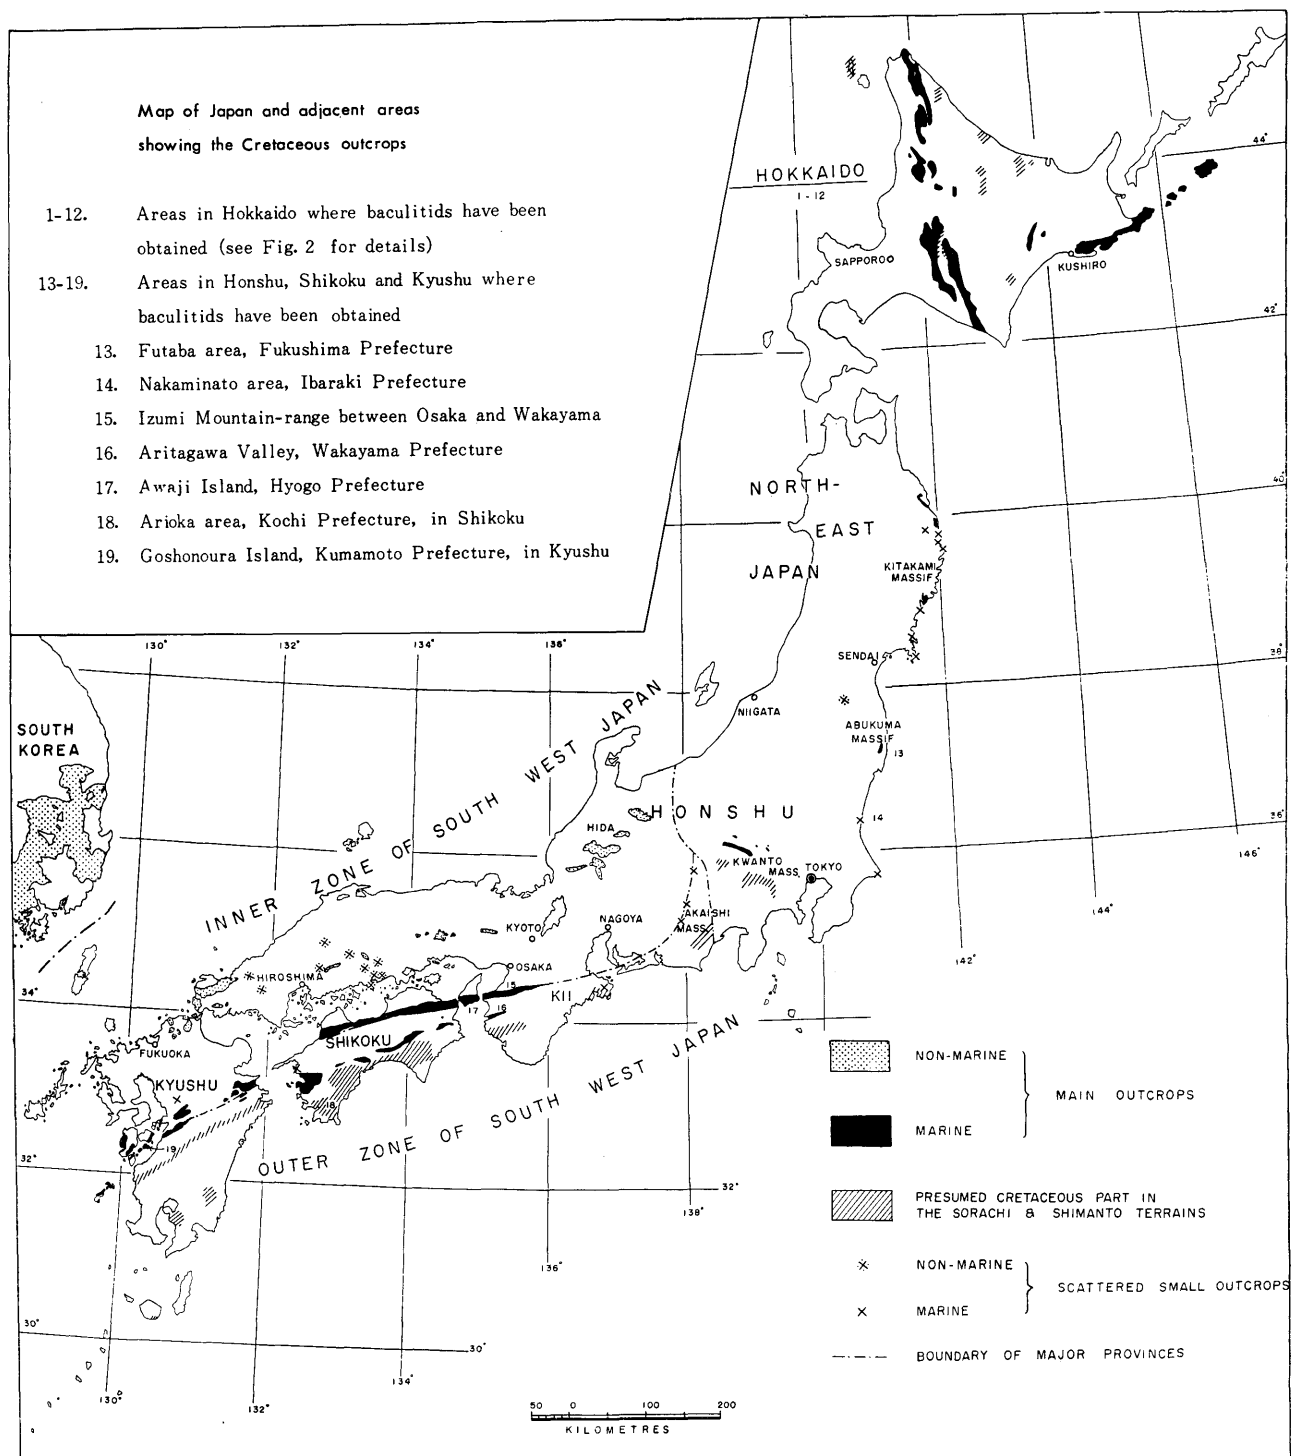 Map of Japan and adjacent areas
showing the Cretaceous outcrops
1-12. Areas in Hokkaido where baculitids have been
obtained (see Fig. 2 for details)
13-19. Areas in Honshu, Shikoku and Kyushu where
baculitids have been obtained
13. Futaba area, Fukushima Prefecture
14. Nakaminato area, Ibaraki Prefecture
15. Izumi Mountain-range between Osaka and Wakayama
16. Aritagawa Valley, Wakayama Prefecture
17. Awaji Island, Hyogo Prefecture
18. Arioka area, Kochi Prefecture, in Shikoku
19. Goshonoura Island, Kumamoto Prefecture, in Kyushu
HOKKAIDO
1-12
SAPPORO
KUSHIRO
44°
42°
40°
38°
36°
146°
144°
142°
NORTH-
EAST
JAPAN
KITAKAMI
MASSIF
SENDAI
NIIGATA
ABUKUMA
MASSIF
13
14
130°
132°
134°
136°
SOUTH
KOREA
INNER ZONE OF SOUTH WEST JAPAN
HONSHU
HIDA
KWANTO
MASS.
TOKYO
AKAISHI
MASS.
NAGOYA
KYOTO
OSAKA
HIROSHIMA
KII
15
16
17
SHIKOKU
18
34°
FUKUOKA
KYUSHU
19
32°
OUTER ZONE OF SOUTH WEST JAPAN
32°
138°
136°
30°
30°
134°
130°
132°
NON-MARINE
MARINE
MAIN OUTCROPS
PRESUMED CRETACEOUS PART IN
THE SORACHI & SHIMANTO TERRAINS
NON-MARINE
MARINE
SCATTERED SMALL OUTCROPS
BOUNDARY OF MAJOR PROVINCES
50 0 100 200
KILOMETRES